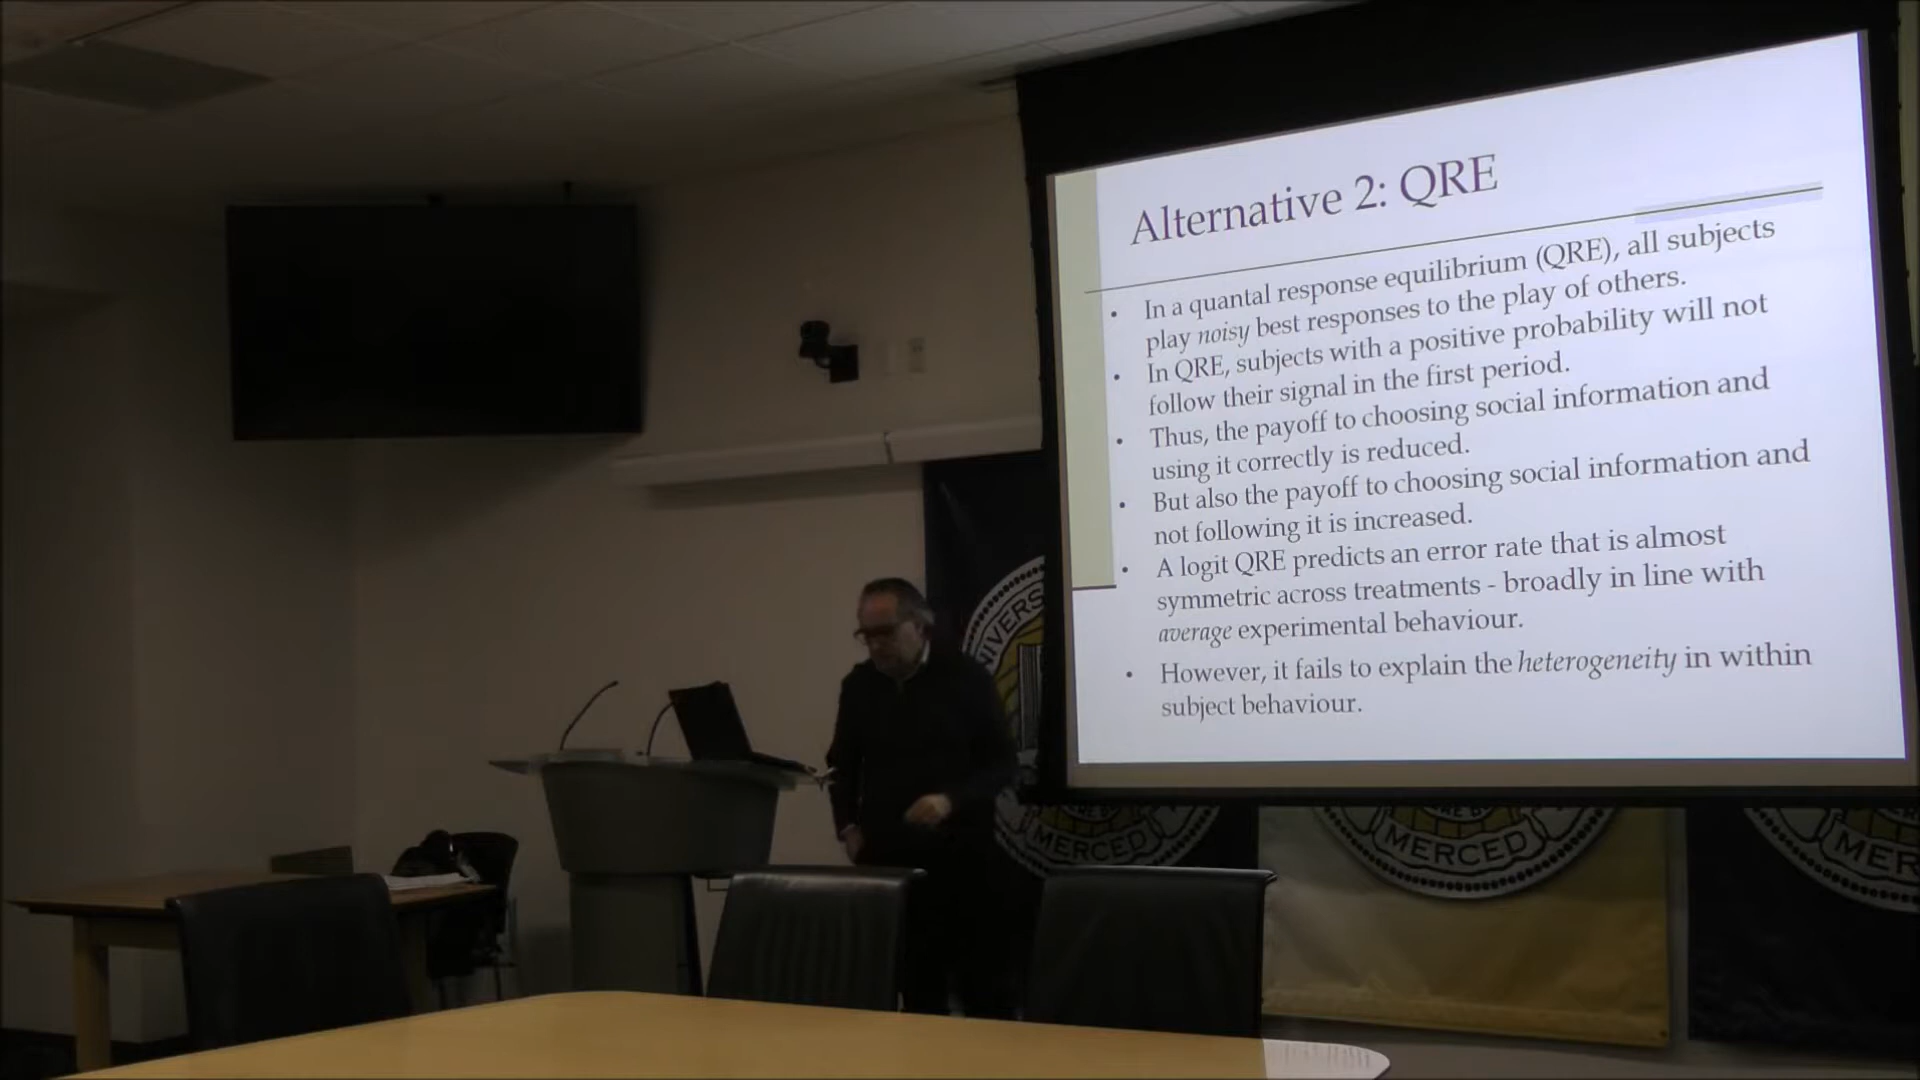 Alternative 2: QRE
• In a quantal response equilibrium (QRE), all subjects
play noisy best responses to the play of others.
• In QRE, subjects with a positive probability will not
follow their signal in the first period.
• Thus, the payoff to choosing social information and
using it correctly is reduced.
• But also the payoff to choosing social information and
not following it is increased.
• A logit QRE predicts an error rate that is almost
symmetric across treatments - broadly in line with
average experimental behaviour.
• However, it fails to explain the heterogeneity in within
subject behaviour.
NIVERS
MERCED
MERCED
MER